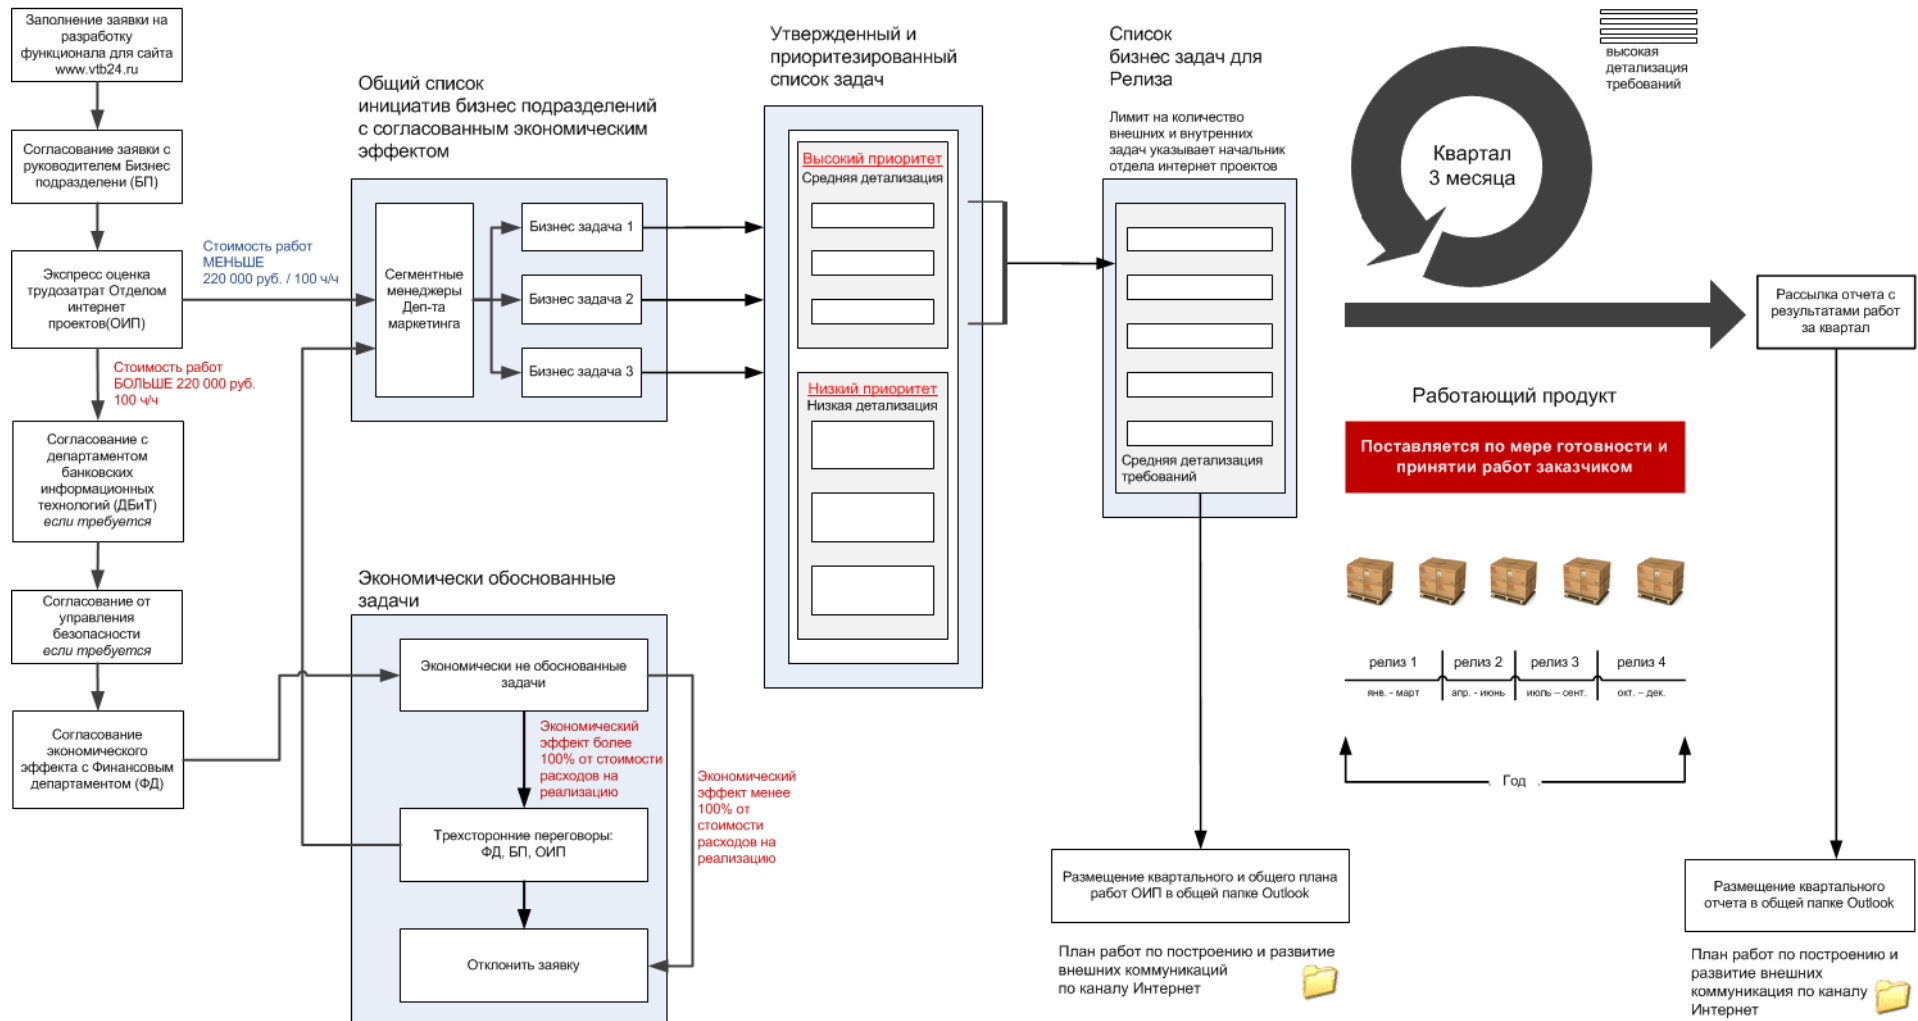 Заполнение заявки на
разработку
функционала для сайта
www.vtb24.ru
Согласование заявки с
руководителем Бизнес
подразделени (БП)
Экспресс оценка
трудозатрат Отделом
интернет
проектов(ОИП)
Стоимость работ
МЕНЬШЕ
220 000 руб. / 100 ч/ч
Стоимость работ
БОЛЬШЕ 220 000 руб.
100 ч/ч
Согласование с
департаментом
банковских
информационных
технологий (ДБиТ)
если требуется
Согласование от
управления
безопасности
если требуется
Согласование
экономического
эффекта с Финансовым
департаментом (ФД)
Общий список
инициатив бизнес подразделений
с согласованным экономическим
эффектом
Сегментные
менеджеры
Деп-та
маркетинга
Бизнес задача 1
Бизнес задача 2
Бизнес задача 3
Экономически обоснованные
задачи
Экономически не обоснованные
задачи
Экономический
эффект более
100% от стоимости
расходов на
реализацию
Экономический
эффект менее
100% от
стоимости
расходов на
реализацию
Трехсторонние переговоры:
ФД, БП, ОИП
Отклонить заявку
Утвержденный и
приоритезированный
список задач
Высокий приоритет
Средняя детализация
Низкий приоритет
Низкая детализация
Список
бизнес задач для
Релиза
Лимит на количество
внешних и внутренних
задач указывает начальник
отдела интернет проектов
Средняя детализация
требований
Размещение квартального и общего плана
работ ОИП в общей папке Outlook
План работ по построению и развитие
внешних коммуникаций
по каналу Интернет
высокая
детализация
требований
Квартал
3 месяца
Работающий продукт
Поставляется по мере готовности и
принятии работ заказчиком
релиз 1
релиз 2
релиз 3
релиз 4
янв. - март
апр. - июнь
июль – сент.
окт. – дек.
Год
Рассылка отчета с
результатами работ
за квартал
Размещение квартального
отчета в общей папке Outlook
План работ по построению и
развитие внешних
коммуникация по каналу
Интернет